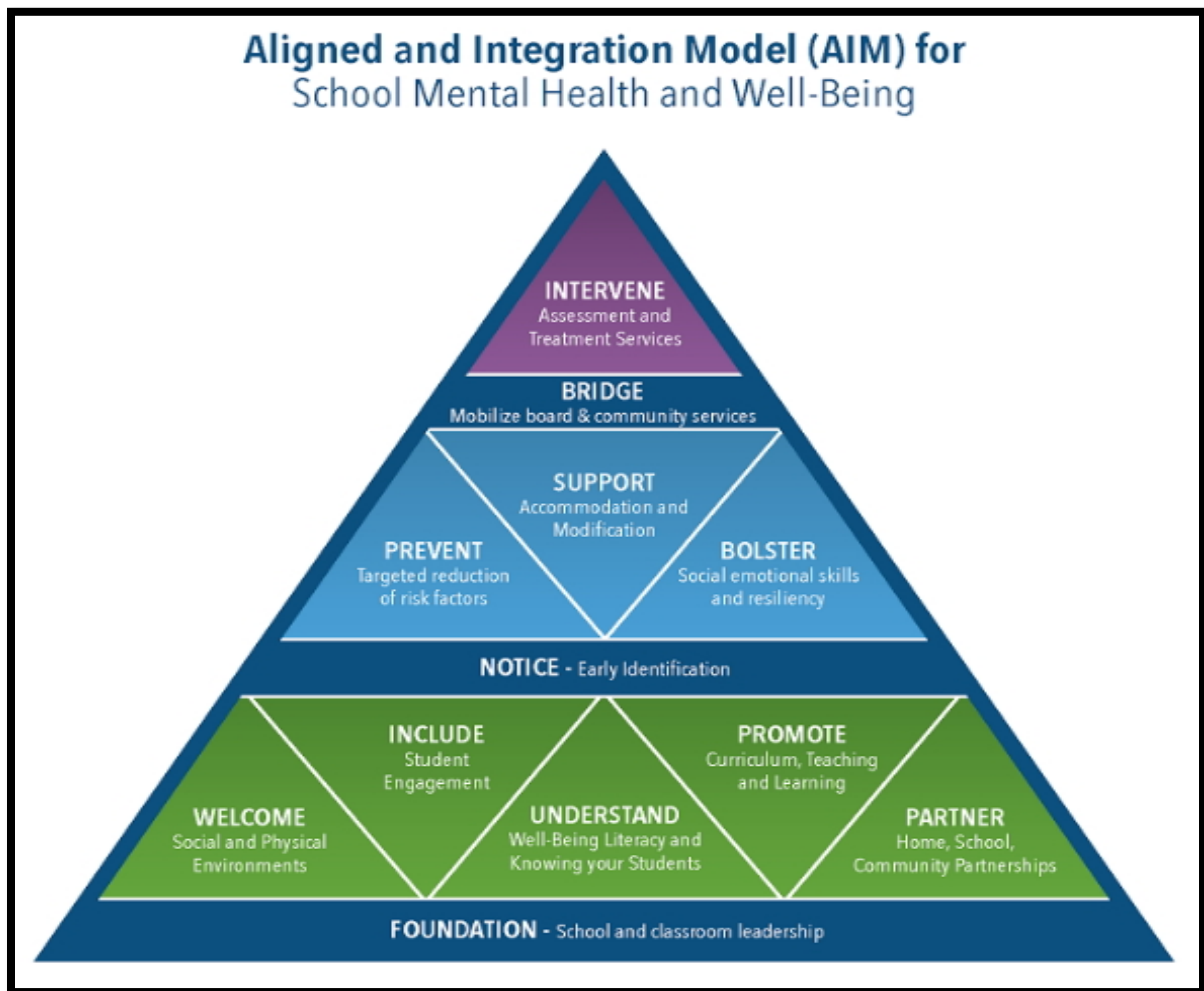 Aligned and Integration Model (AIM) for
School Mental Health and Well-Being
INTERVENE
Assessment and
Treatment Services
BRIDGE
Mobilize board & community services
SUPPORT
Accommodation and
Modification
PREVENT
Targeted reduction
of risk factors
BOLSTER
Social emotional skills
and resiliency
NOTICE - Early Identification
INCLUDE
Student
Engagement
PROMOTE
Curriculum, Teaching
and Learning
WELCOME
Social and Physical
Environments
UNDERSTAND
Well-Being Literacy and
Knowing your Students
PARTNER
Home, School,
Community Partnerships
FOUNDATION - School and classroom leadership